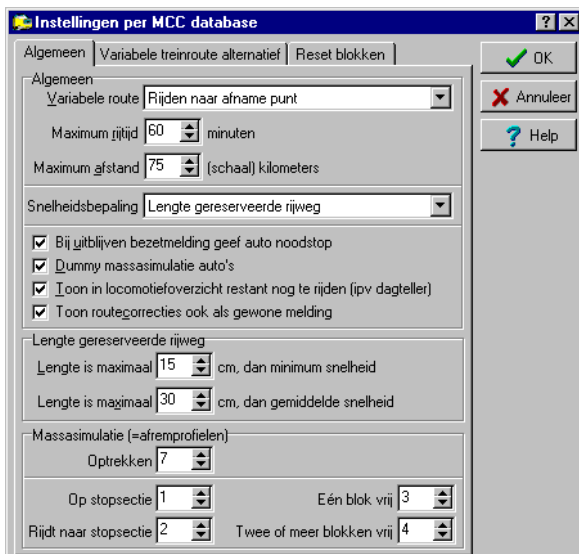 Instellingen per MCC database
Algemeen Variabele treinroute alternatief Reset blokken
OK
Annuleer
Help
Algemeen
Variabele route Rijden naar afname punt
Maximum rijtijd 60 minuten
Maximum afstand 75 (schaal) kilometers
Snelheidsbepaling Lengte gereserveerde rijweg
Bij uitblijven bezetmelding geef auto noodstop
Dummy massasimulatie auto's
Toon in locomotiefoverzicht restant nog te rijden (ipv dagteller)
Toon routecorrecties ook als gewone melding
Lengte gereserveerde rijweg
Lengte is maximaal 15 cm, dan minimum snelheid
Lengte is maximaal 30 cm, dan gemiddelde snelheid
Massasimulatie (=afremprofielen)
Optrekken 7
Op stopsectie 1 Eén blok vrij 3
Rijdt naar stopsectie 2 Twee of meer blokken vrij 4